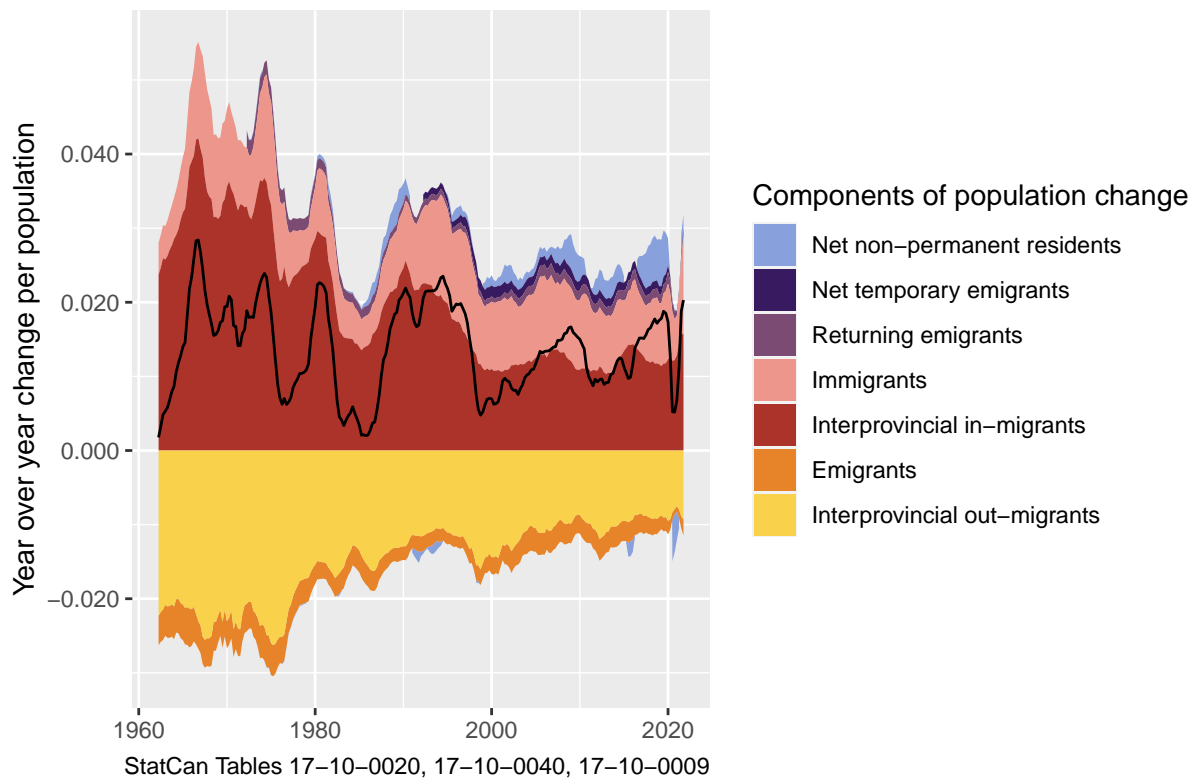 Year over year change per population
0.040
0.020
0.000
−0.020
1960
1980
2000
2020
StatCan Tables 17−10−0020, 17−10−0040, 17−10−0009
Components of population change
Net non−permanent residents
Net temporary emigrants
Returning emigrants
Immigrants
Interprovincial in−migrants
Emigrants
Interprovincial out−migrants